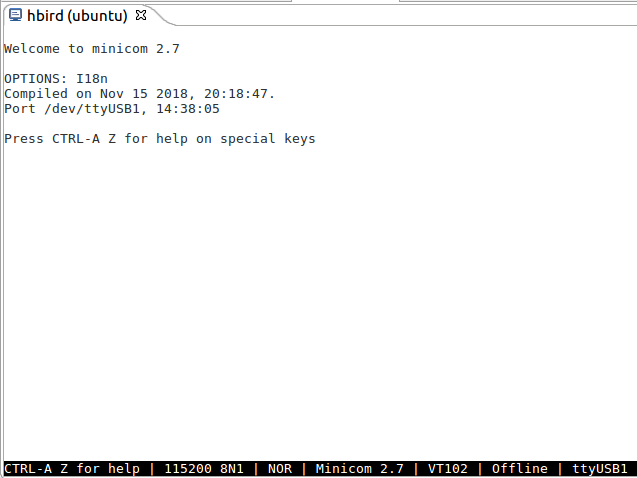 hbird (ubuntu)
Welcome to minicom 2.7
OPTIONS: I18n
Compiled on Nov 15 2018, 20:18:47.
Port /dev/ttyUSB1, 14:38:05
Press CTRL-A Z for help on special keys
CTRL-A Z for help | 115200 8N1 | NOR | Minicom 2.7 | VT102 | Offline | ttyUSB1